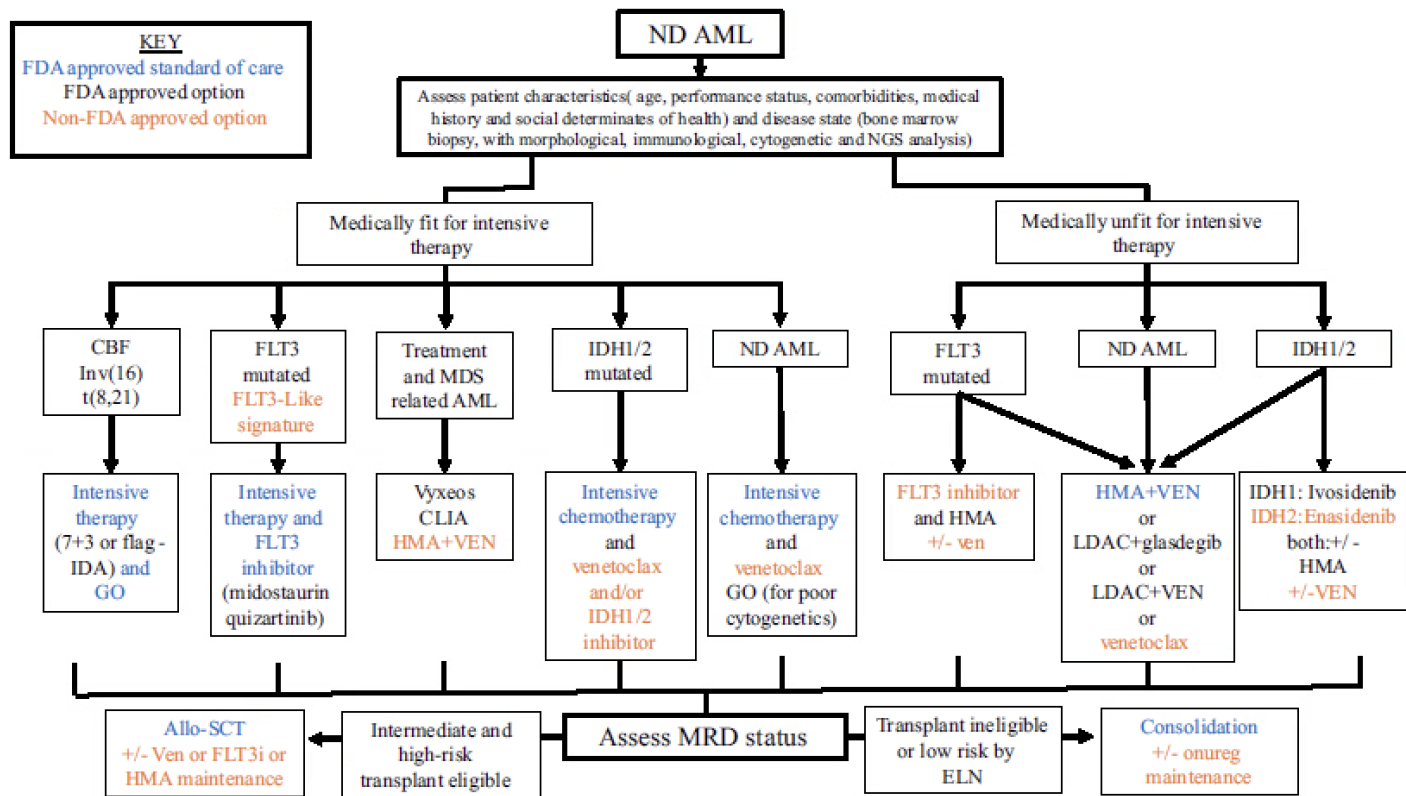 KEY
FDA approved standard of care
FDA approved option
Non-FDA approved option
ND AML
Assess patient characteristics( age, performance status, comorbidities, medical
history and social determinates of health) and disease state (bone marrow
biopsy, with morphological, immunological, cytogenetic and NGS analysis)
Medically fit for intensive
therapy
Medically unfit for intensive
therapy
CBF
Inv(16)
t(8,21)
FLT3
mutated
FLT3-Like
signature
Treatment
and MDS
related AML
IDH1/2
mutated
ND AML
FLT3
mutated
ND AML
IDH1/2
Intensive
therapy
(7+3 or flag-
IDA) and
GO
Intensive
therapy and
FLT3
inhibitor
(midostaurin
quizartinib)
Vyxeos
CLIA
HMA+VEN
Intensive
chemotherapy
and
venetoclax
and/or
IDH1/2
inhibitor
Intensive
chemotherapy
and
venetoclax
GO (for poor
cytogenetics)
FLT3 inhibitor
and HMA
+/- ven
HMA+VEN
or
LDAC+glasdegib
or
LDAC+VEN
or
venetoclax
IDH1: Ivosidenib
IDH2:Enasidenib
both:+/-
HMA
+/-VEN
Allo-SCT
+/- Ven or FLT3i or
HMA maintenance
Intermediate and
high-risk
transplant eligible
Assess MRD status
Transplant ineligible
or low risk by
ELN
Consolidation
+/- onureg
maintenance